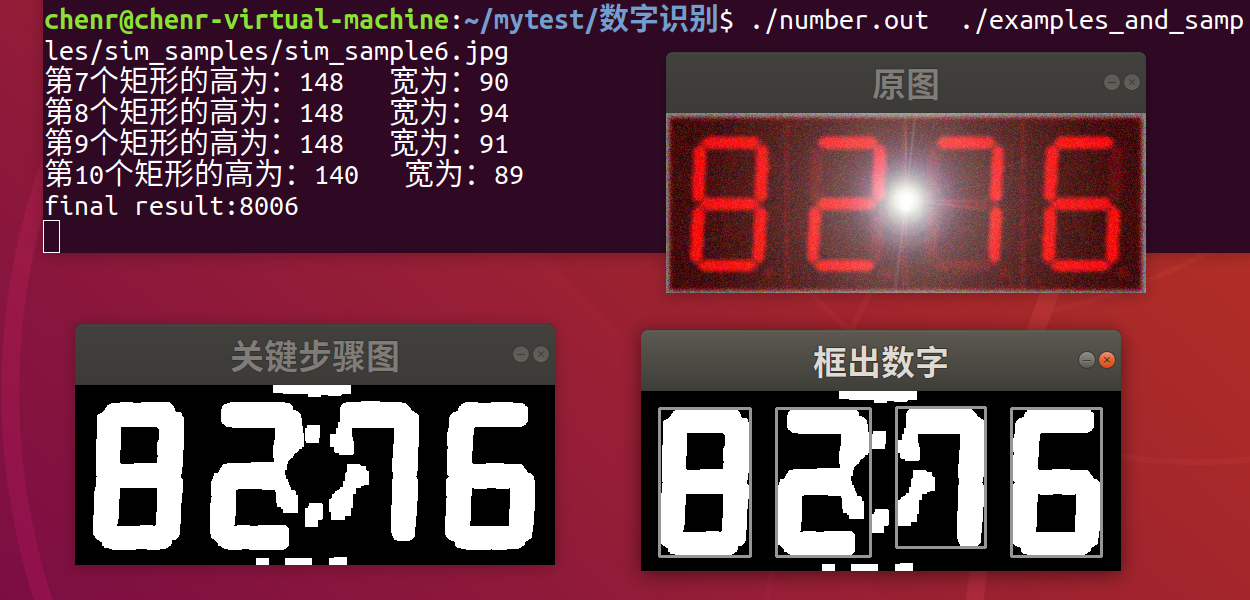 chenr@chenr-virtual-machine:~/mytest/数字识别$ ./number.out  ./examples_and_samp
les/sim_samples/sim_sample6.jpg
第7个矩形的高为：148   宽为：90
第8个矩形的高为：148   宽为：94
第9个矩形的高为：148   宽为：91
第10个矩形的高为：140   宽为：89
final result:8006
原图
8276
关键步骤图
8276
框出数字
8276